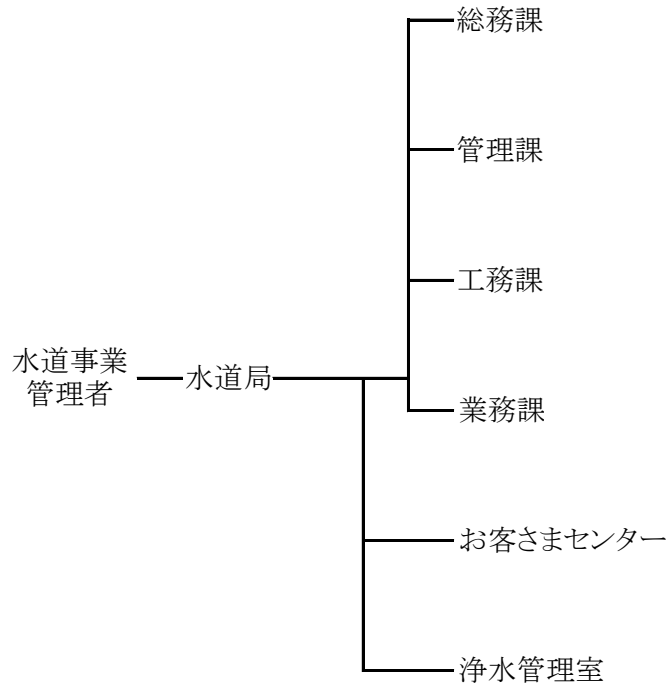 総務課
管理課
工務課
水道事業
管理者
水道局
業務課
お客さまセンター
浄水管理室